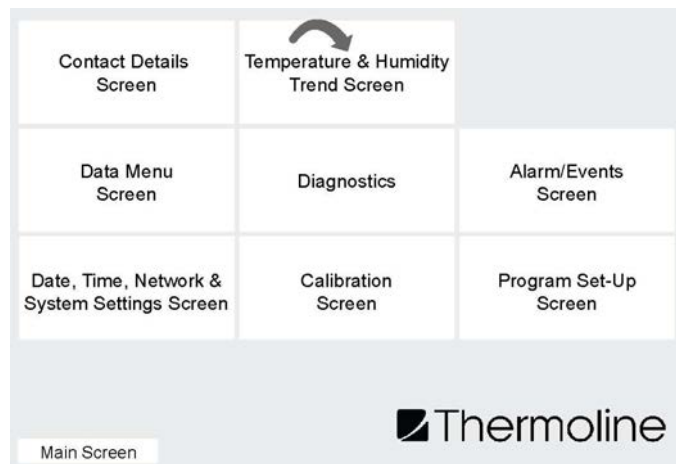 Contact Details
Screen
Temperature & Humidity
Trend Screen
Data Menu
Screen
Diagnostics
Alarm/Events
Screen
Date, Time, Network &
System Settings Screen
Calibration
Screen
Program Set-Up
Screen
Thermoline
Main Screen